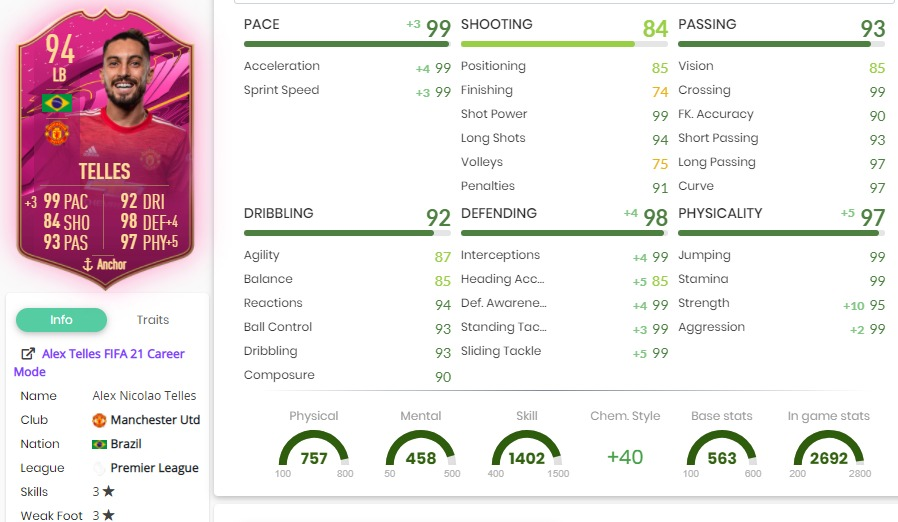 94
LB
TELLES
+3 99 PAC 92 DRI
84 SHO 98 DEF+4
93 PAS 97 PHY+5
Anchor
Info Traits
Alex Telles FIFA 21 Career
Mode
Name Alex Nicolao Telles
Club Manchester Utd
Nation Brazil
League Premier League
Skills 3★
Weak Foot 3★
PACE +3 99
Acceleration +4 99
Sprint Speed +3 99
SHOOTING 84
Positioning 85
Finishing 74
Shot Power 99
Long Shots 94
Volleys 75
Penalties 91
PASSING 93
Vision 85
Crossing 99
FK. Accuracy 90
Short Passing 93
Long Passing 97
Curve 97
DRIBBLING 92
Agility 87
Balance 85
Reactions 94
Ball Control 93
Dribbling 93
Composure 90
DEFENDING +4 98
Interceptions +4 99
Heading Acc... +5 85
Def. Awarene... +4 99
Standing Tac... +3 99
Sliding Tackle +5 99
PHYSICALITY +5 97
Jumping 99
Stamina 99
Strength +10 95
Aggression +2 99
Physical Mental Skill Chem. Style Base stats In game stats
757 458 1402 +40 563 2692
100 800 50 500 400 1500 100 600 200 2800